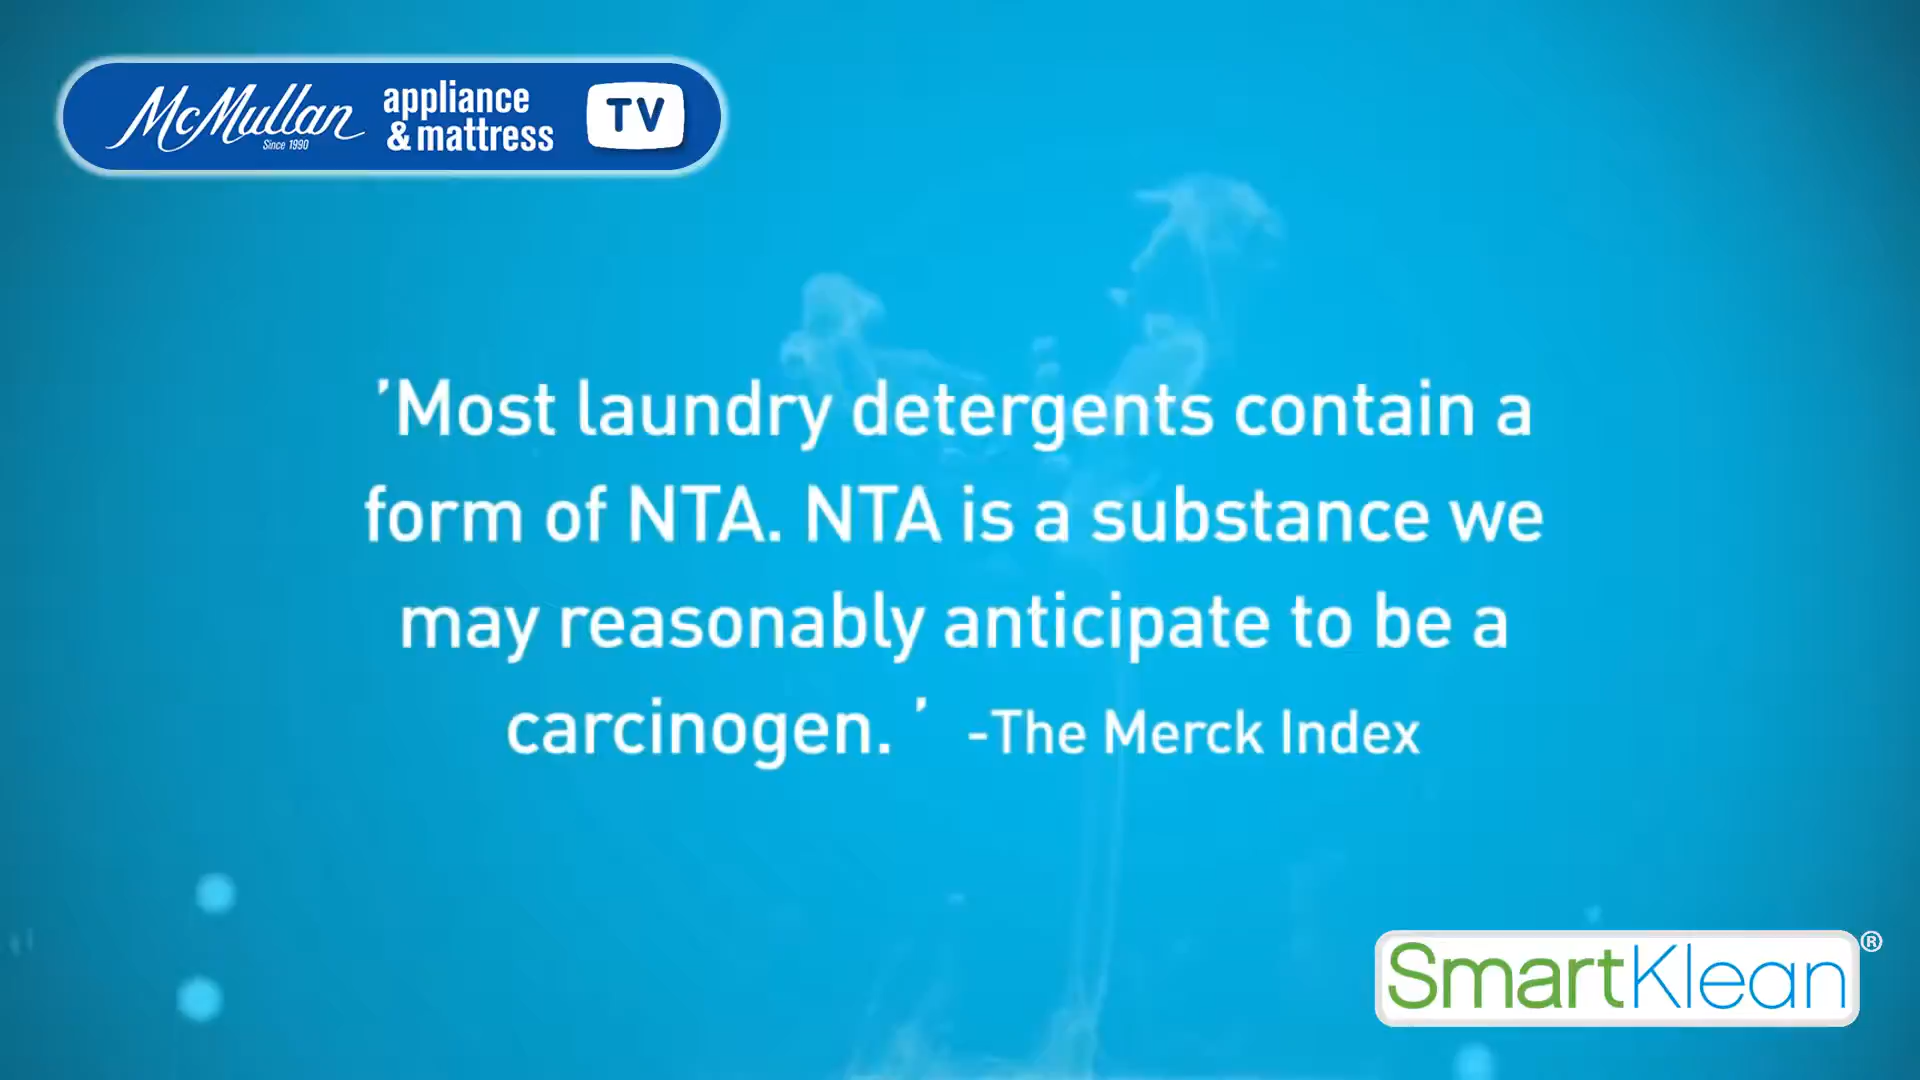 McMullan
Since 1990
appliance
& mattress
TV
'Most laundry detergents contain a
form of NTA. NTA is a substance we
may reasonably anticipate to be a
carcinogen. ' -The Merck Index
SmartKlean®